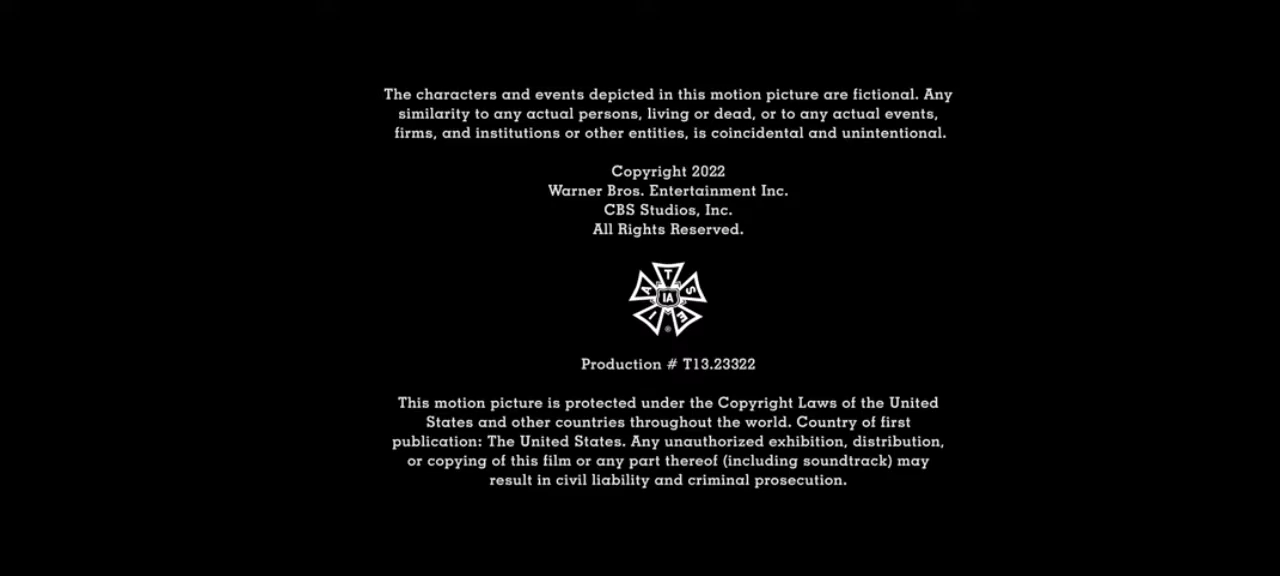 The characters and events depicted in this motion picture are fictional. Any
similarity to any actual persons, living or dead, or to any actual events,
firms, and institutions or other entities, is coincidental and unintentional.
Copyright 2022
Warner Bros. Entertainment Inc.
CBS Studios, Inc.
All Rights Reserved.
I A T S E
IA
®
Production # T13.23322
This motion picture is protected under the Copyright Laws of the United
States and other countries throughout the world. Country of first
publication: The United States. Any unauthorized exhibition, distribution,
or copying of this film or any part thereof (including soundtrack) may
result in civil liability and criminal prosecution.